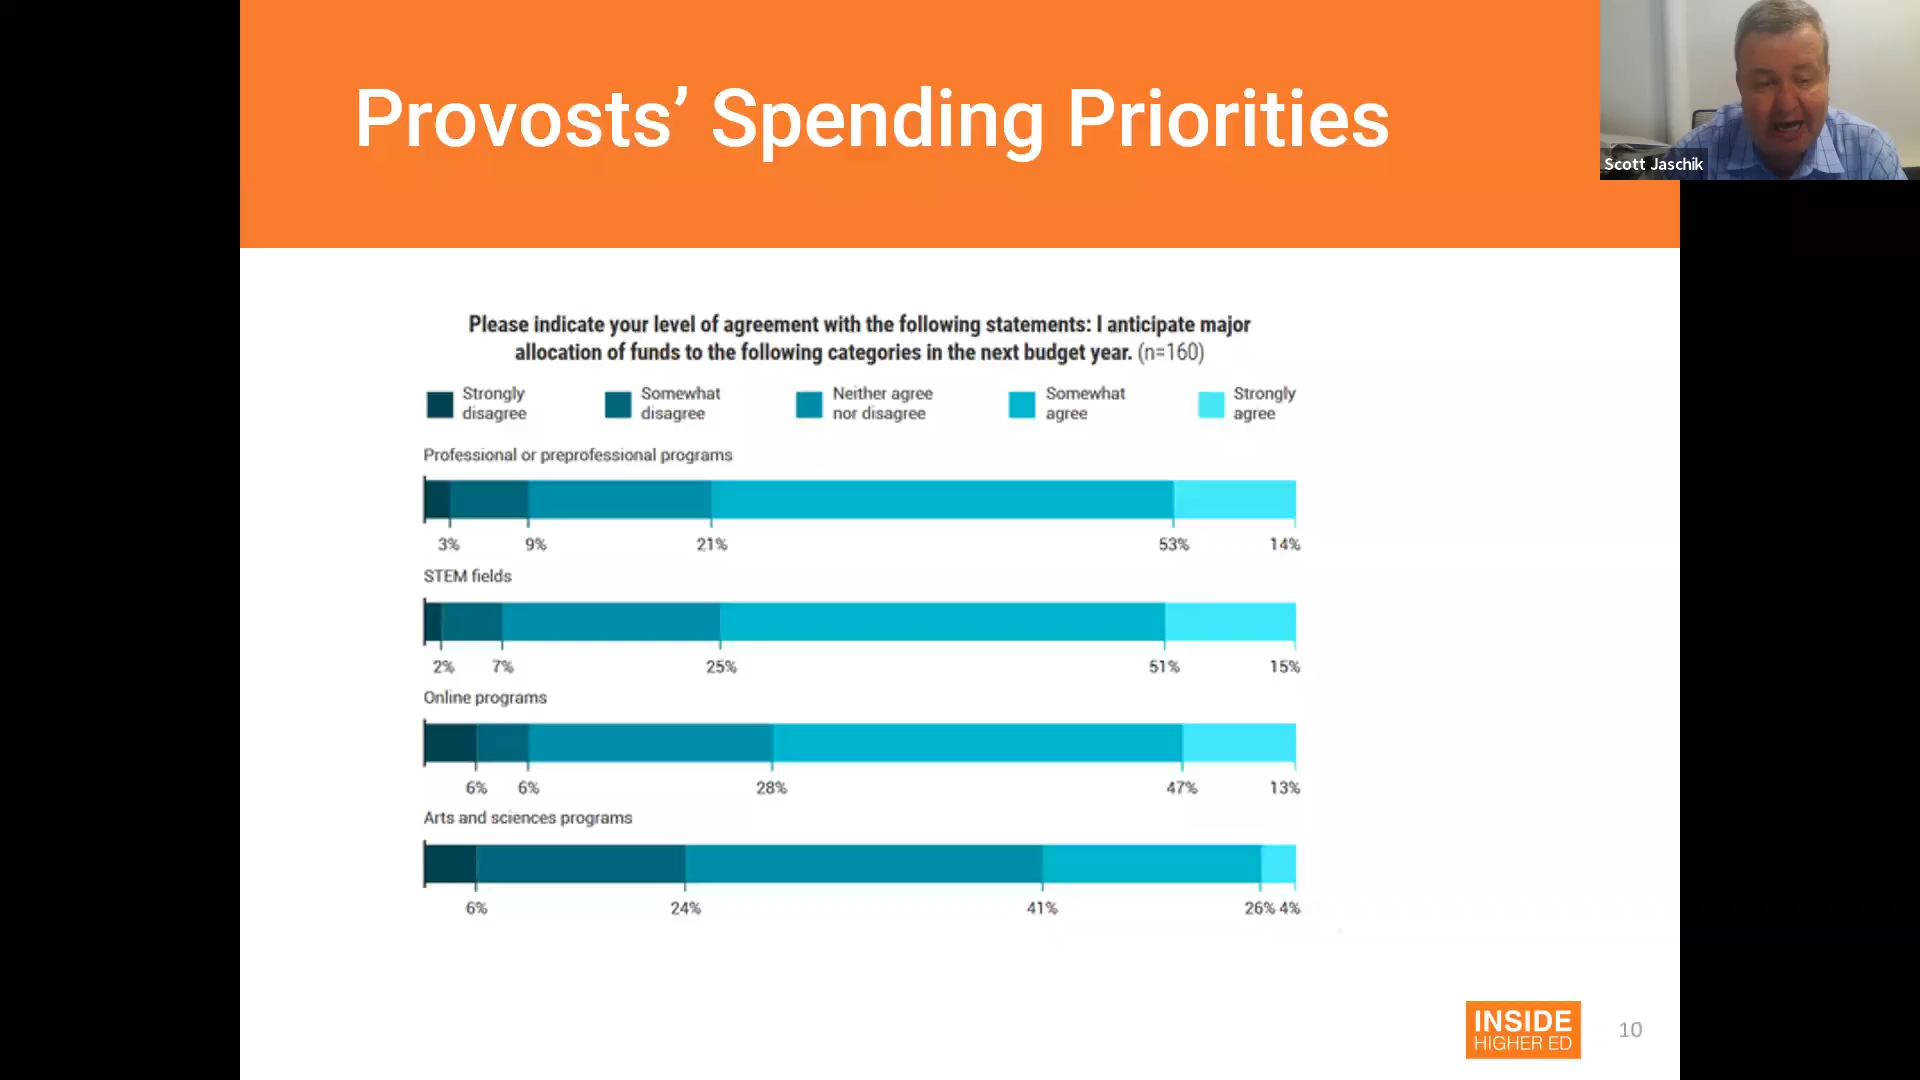 Provosts’ Spending Priorities
Scott Jaschik
Please indicate your level of agreement with the following statements: I anticipate major
allocation of funds to the following categories in the next budget year. (n=160)
Strongly disagree
Somewhat disagree
Neither agree nor disagree
Somewhat agree
Strongly agree
Professional or preprofessional programs
3% 9% 21% 53% 14%
STEM fields
2% 7% 25% 51% 15%
Online programs
6% 6% 28% 47% 13%
Arts and sciences programs
6% 24% 41% 26% 4%
INSIDE
HIGHER ED
10